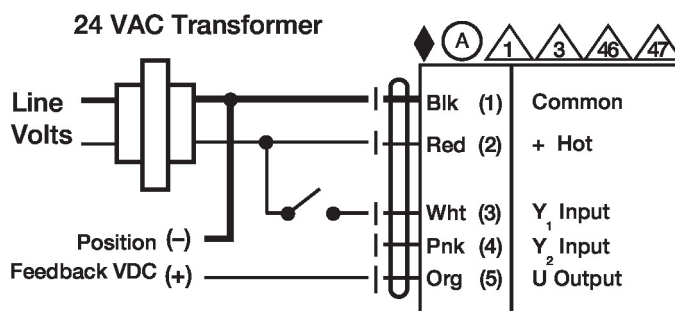 24 VAC Transformer
A 1 3 46 47
Line
Volts
Blk (1) Common
Red (2) + Hot
Wht (3) Y1 Input
Position (-)
Pnk (4) Y2 Input
Feedback VDC (+)
Org (5) U Output